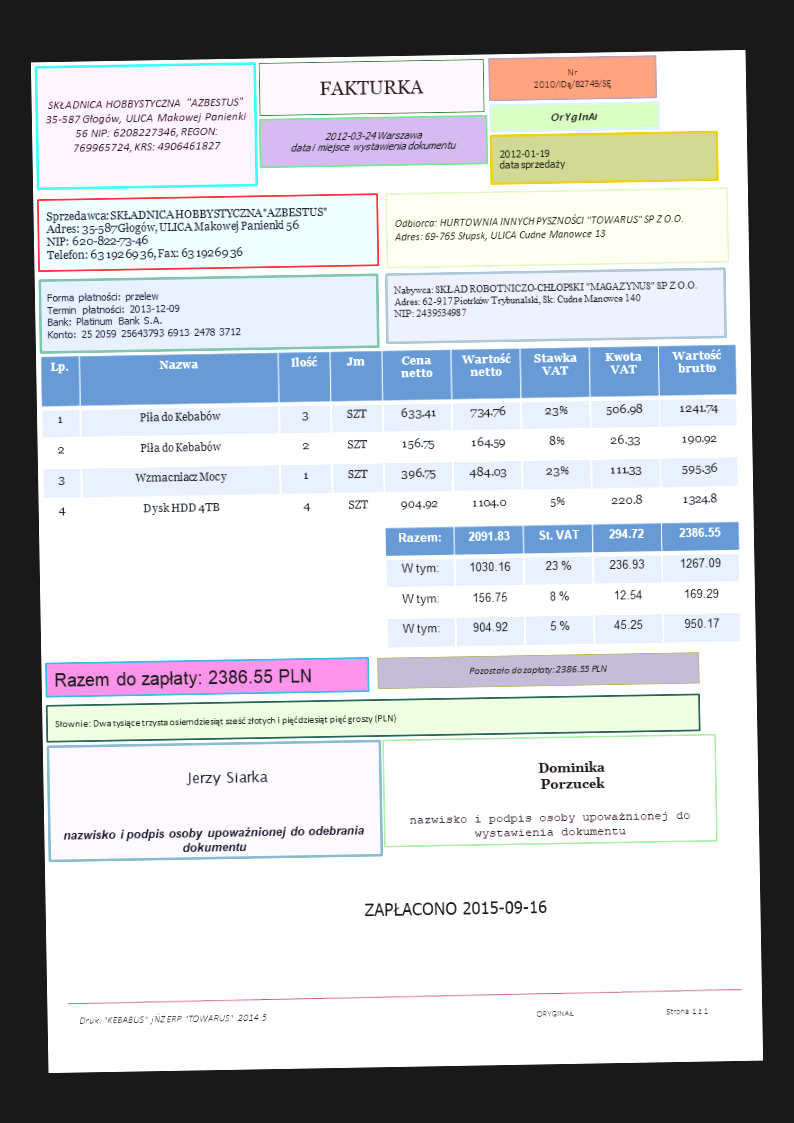 SKŁADNICA HOBBYSTYCZNA "AZBESTUS"
35-587 Głogów, ULICA Makowej Panienki
56 NIP: 6208227346, REGON:
769965724, KRS: 4906461827
FAKTURKA
2012-03-24 Warszawa
data i miejsce wystawienia dokumentu
Nr
2010/IDą/82749/SĘ
OrYgInAł
2012-01-19
data sprzedaży
Sprzedawca: SKŁADNICA HOBBYSTYCZNA "AZBESTUS"
Adres: 35-587 Głogów, ULICA Makowej Panienki 56
NIP: 620-822-73-46
Telefon: 63 192 69 36, Fax: 63 192 69 36
Odbiorca: HURTOWNIA INNYCH PYSZNOŚCI "TOWARUS" SP Z O.O.
Adres: 69-765 Słupsk, ULICA Cudne Manowce 13
Forma płatności: przelew
Termin płatności: 2013-12-09
Bank: Platinum Bank S.A.
Konto: 25 2059 25643793 6913 2478 3712
Nabywca: SKŁAD ROBOTNICZO-CHŁOPSKI "MAGAZYNUS" SP Z O.O.
Adres: 62-917 Piotrków Trybunalski, Sk. Cudne Manowce 140
NIP: 2439534987
Lp. Nazwa Ilość Jm Cena netto Wartość netto Stawka VAT Kwota VAT Wartość brutto
1 Piła do Kebabów 3 SZT 633.41 734.76 23% 506.98 1241.74
2 Piła do Kebabów 2 SZT 156.75 164.59 8% 26.33 190.92
3 Wzmacniacz Mocy 1 SZT 396.75 484.03 23% 111.33 595.36
4 Dysk HDD 4TB 4 SZT 904.92 1104.0 5% 220.8 1324.8
Razem: 2091.83 St. VAT 294.72 2386.55
W tym: 1030.16 23 % 236.93 1267.09
W tym: 156.75 8 % 12.54 169.29
W tym: 904.92 5 % 45.25 950.17
Razem do zapłaty: 2386.55 PLN
Pozostało do zapłaty: 2386.55 PLN
Słownie: Dwa tysiące trzysta osiemdziesiąt sześć złotych i pięćdziesiąt pięć groszy (PLN)
Jerzy Siarka
nazwisko i podpis osoby upoważnionej do odebrania
dokumentu
Dominika
Porzucek
nazwisko i podpis osoby upoważnionej do
wystawienia dokumentu
ZAPŁACONO 2015-09-16
Druk: "KEBABUS" jŃŻ ERP "TOWARUS" 2014.5
ORYGINAŁ
Strona 1 z 1